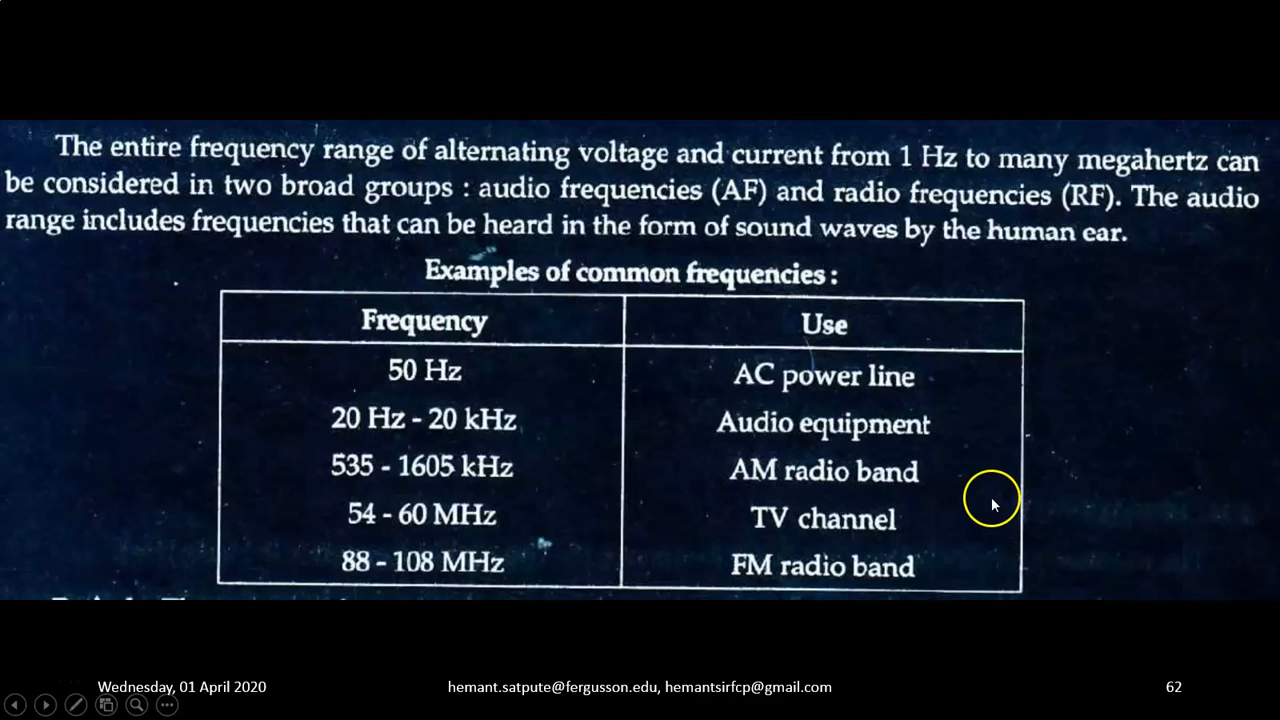 The entire frequency range of alternating voltage and current from 1 Hz to many megahertz can
be considered in two broad groups : audio frequencies (AF) and radio frequencies (RF). The audio
range includes frequencies that can be heard in the form of sound waves by the human ear.
Examples of common frequencies :
Frequency Use
50 Hz AC power line
20 Hz - 20 kHz Audio equipment
535 - 1605 kHz AM radio band
54 - 60 MHz TV channel
88 - 108 MHz FM radio band
Wednesday, 01 April 2020 hemant.satpute@fergusson.edu, hemantsirfcp@gmail.com 62